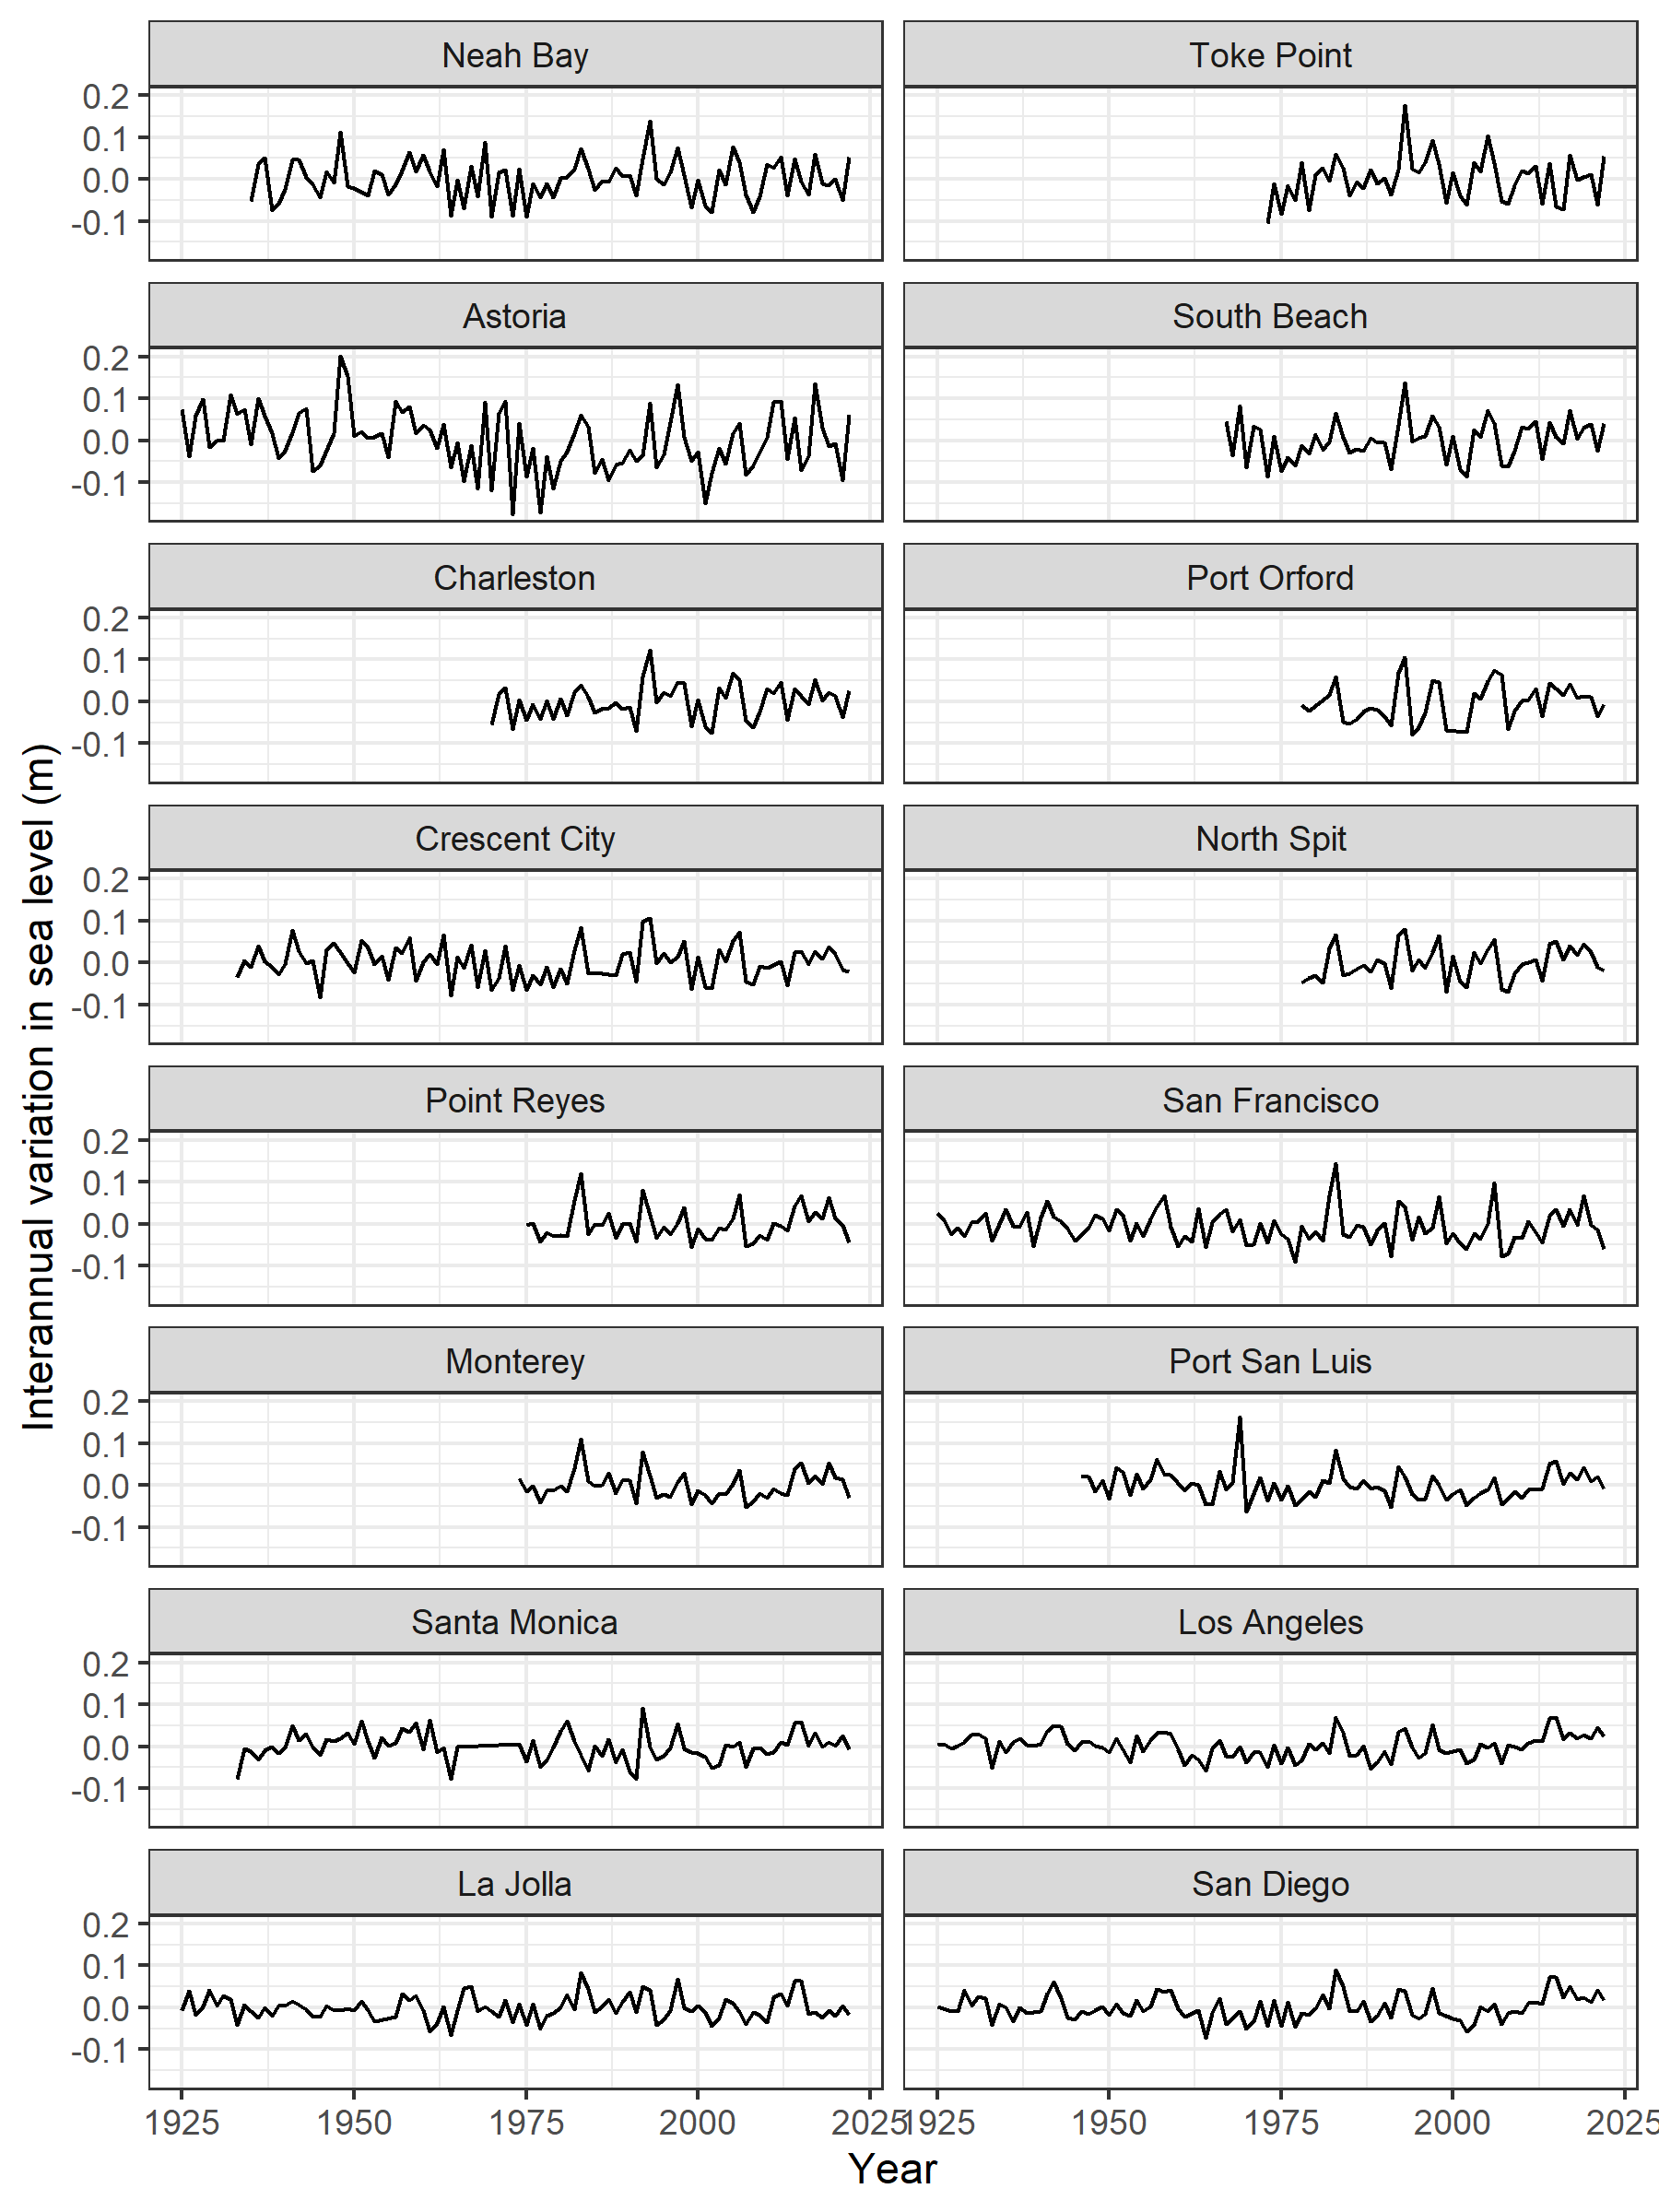 Neah Bay
Toke Point
0.2
0.1
0.0
-0.1
Astoria
South Beach
0.2
0.1
0.0
-0.1
Charleston
Port Orford
0.2
0.1
0.0
-0.1
Crescent City
North Spit
0.2
0.1
0.0
-0.1
Point Reyes
San Francisco
0.2
0.1
0.0
-0.1
Monterey
Port San Luis
0.2
0.1
0.0
-0.1
Santa Monica
Los Angeles
0.2
0.1
0.0
-0.1
La Jolla
San Diego
0.2
0.1
0.0
-0.1
1925 1950 1975 2000 2025
1925 1950 1975 2000 2025
Year
Interannual variation in sea level (m)